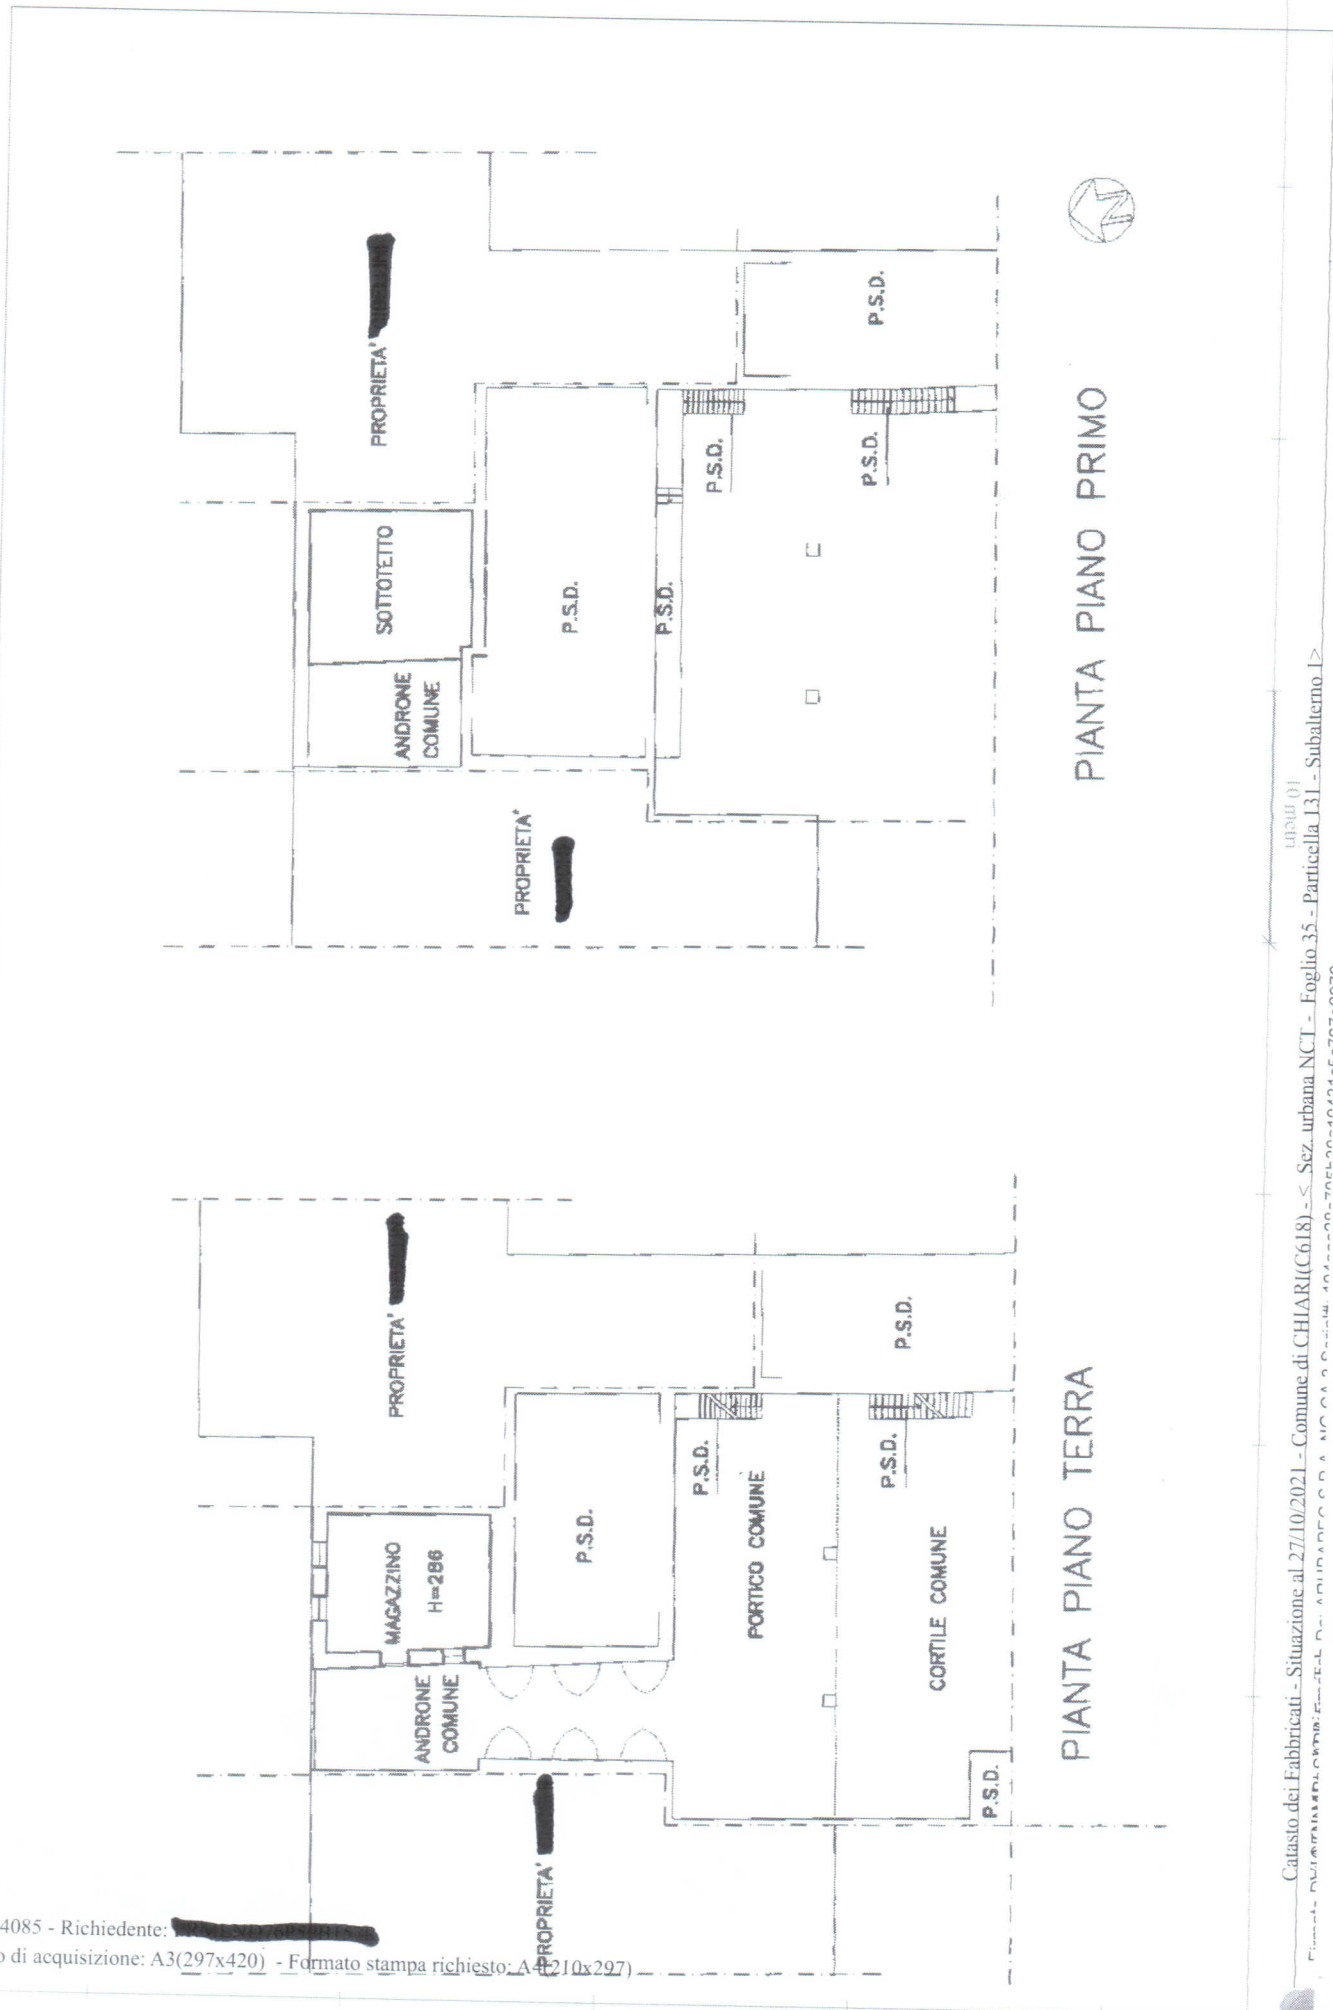 PROPRIETA'
SOTTOTETTO
ANDRONE
COMUNE
P.S.D.
P.S.D.
P.S.D.
P.S.D.
P.S.D.
PROPRIETA'
PIANTA PIANO PRIMO
N
PROPRIETA'
MAGAZZINO
H=286
ANDRONE
COMUNE
P.S.D.
P.S.D.
PORTICO COMUNE
P.S.D.
P.S.D.
CORTILE COMUNE
P.S.D.
PROPRIETA'
PIANTA PIANO TERRA
10 metri
4085 - Richiedente:
o di acquisizione: A3(297x420) - Formato stampa richiesto: A4(210x297)
Catasto dei Fabbricati - Situazione al 27/10/2021 - Comune di CHIARI(C618) - < Sez. urbana NCT - Foglio 35 - Particella 131 - Subalterno 1>